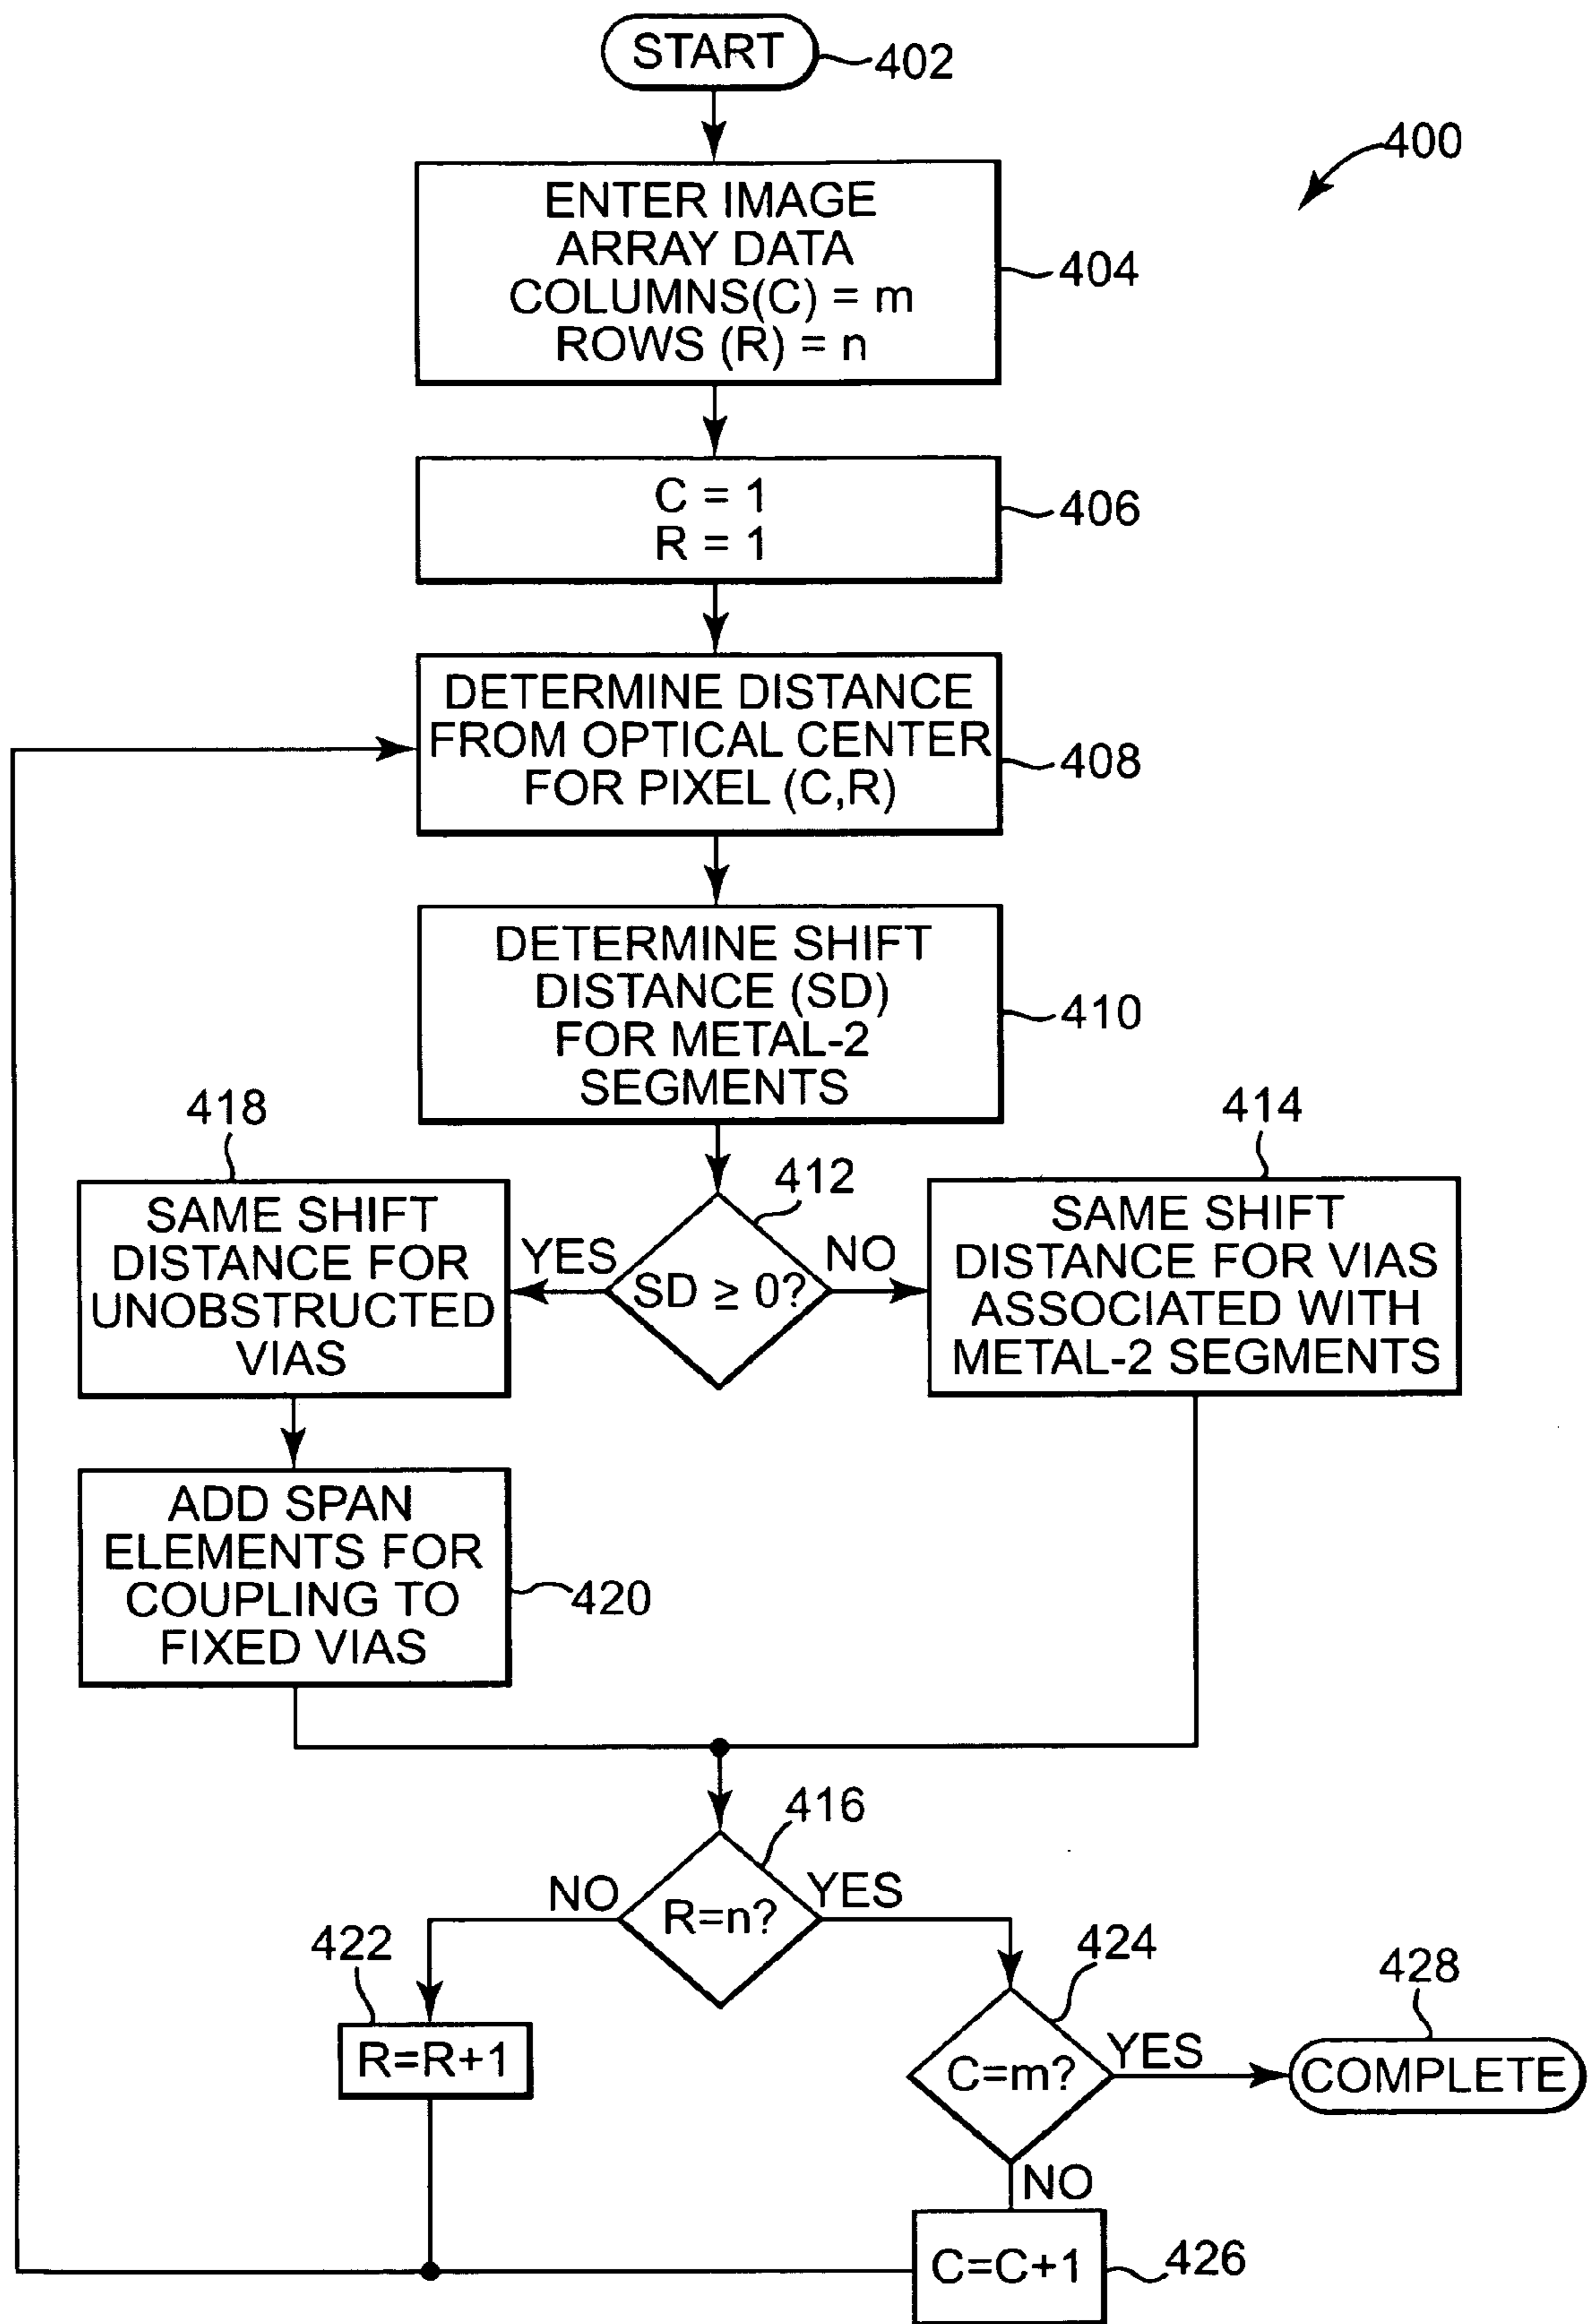 START
402
400
ENTER IMAGE
ARRAY DATA
COLUMNS(C) = m
ROWS (R) = n
404
C = 1
R = 1
406
DETERMINE DISTANCE
FROM OPTICAL CENTER
FOR PIXEL (C,R)
408
DETERMINE SHIFT
DISTANCE (SD)
FOR METAL-2
SEGMENTS
410
412
SD ≥ 0?
YES
NO
418
SAME SHIFT
DISTANCE FOR
UNOBSTRUCTED
VIAS
414
SAME SHIFT
DISTANCE FOR VIAS
ASSOCIATED WITH
METAL-2 SEGMENTS
ADD SPAN
ELEMENTS FOR
COUPLING TO
FIXED VIAS
420
416
R=n?
NO
YES
422
R=R+1
424
C=m?
YES
428
COMPLETE
NO
C=C+1
426